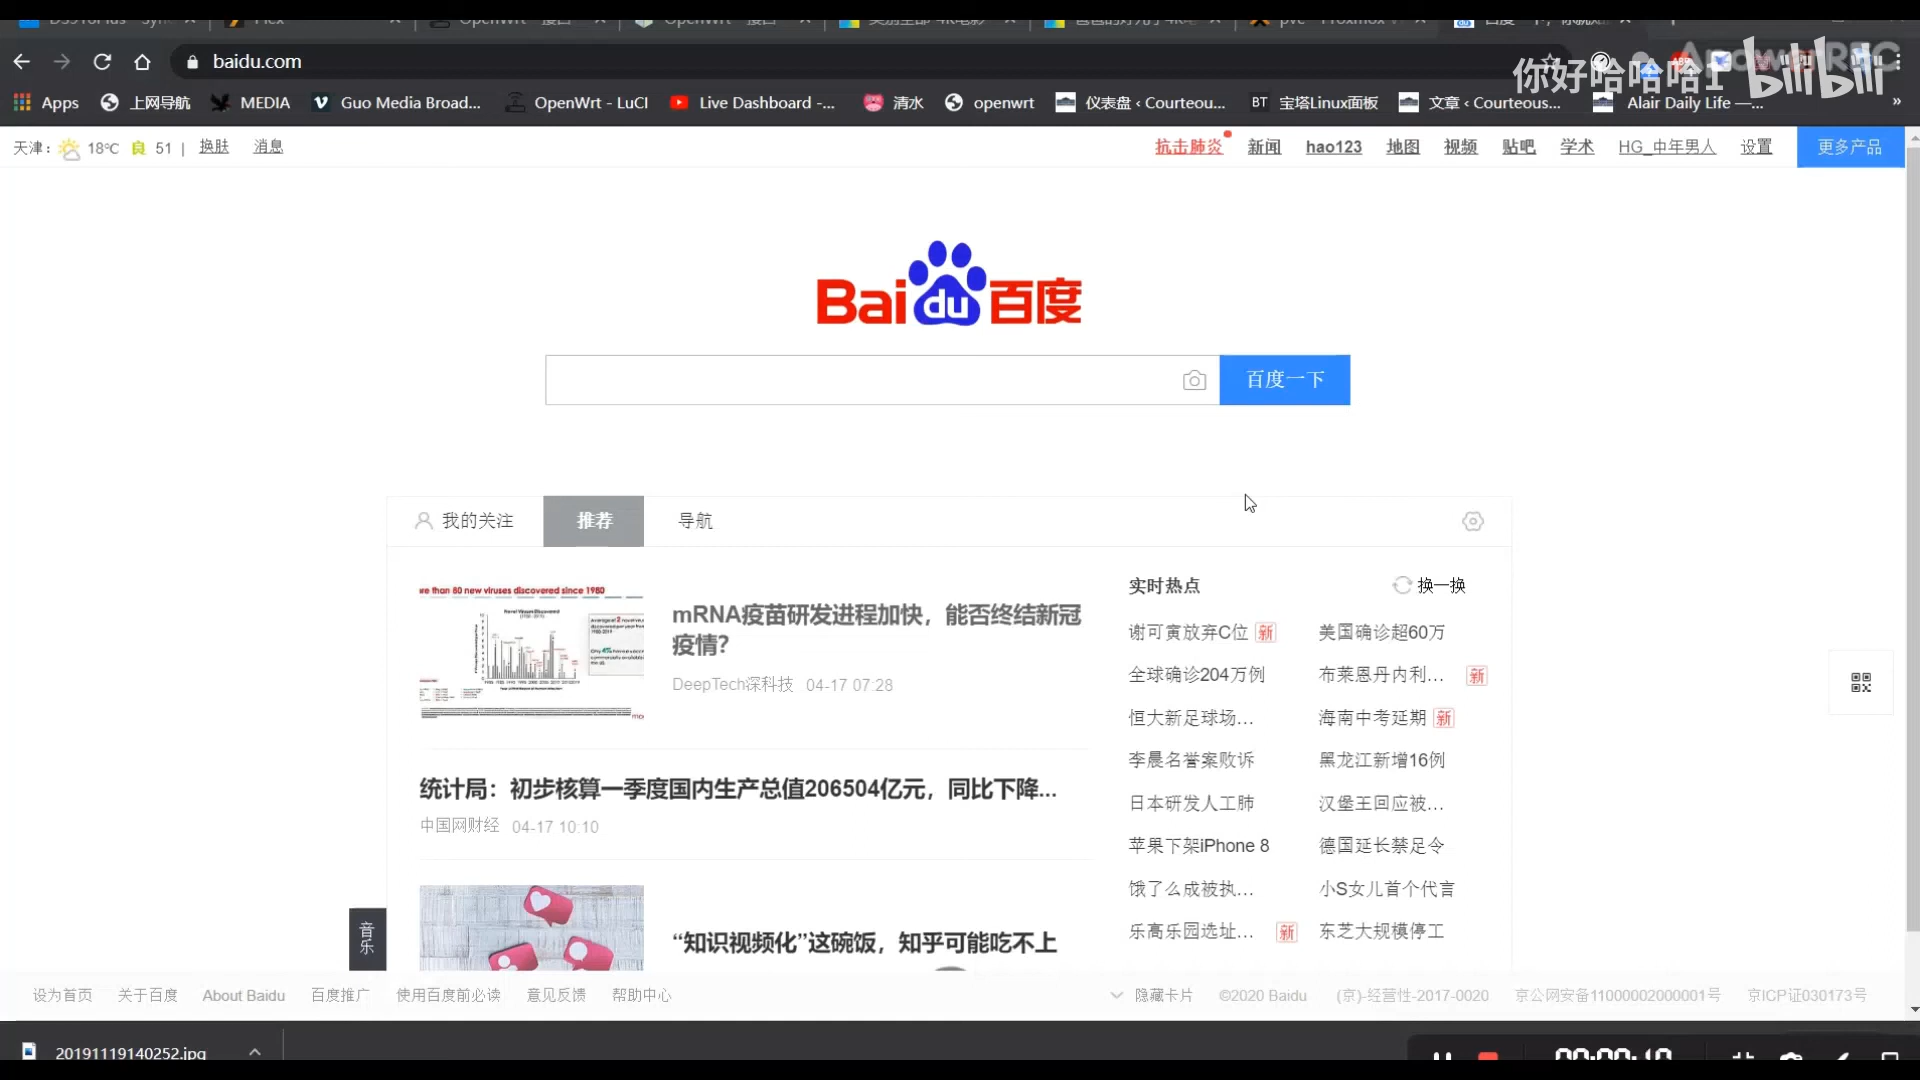 baidu.com
你好哈哈哈 bilibili
Apps 上网导航 MEDIA Guo Media Broad... OpenWrt - LuCI Live Dashboard -... 清水 openwrt 仪表盘 ‹ Courteou... BT 宝塔Linux面板 文章 ‹ Courteous... Alair Daily Life —... »
天津： 18℃ 良 51 | 换肤 消息
抗击肺炎 新闻 hao123 地图 视频 贴吧 学术 HG_中年男人 设置 更多产品
Bai du 百度
百度一下
我的关注 推荐 导航
re than 80 new viruses discovered since 1980
mRNA疫苗研发进程加快，能否终结新冠
疫情？
DeepTech深科技 04-17 07:28
统计局：初步核算一季度国内生产总值206504亿元，同比下降...
中国网财经 04-17 10:10
“知识视频化”这碗饭，知乎可能吃不上
实时热点 换一换
谢可寅放弃C位 新 美国确诊超60万
全球确诊204万例 布莱恩丹内利... 新
恒大新足球场... 海南中考延期 新
李晨名誉案败诉 黑龙江新增16例
日本研发人工肺 汉堡王回应被...
苹果下架iPhone 8 德国延长禁足令
饿了么成被执... 小S女儿首个代言
乐高乐园选址... 新 东芝大规模停工
音乐
设为首页 关于百度 About Baidu 百度推广 使用百度前必读 意见反馈 帮助中心 隐藏卡片 ©2020 Baidu (京)-经营性-2017-0020 京公网安备11000002000001号 京ICP证030173号
20191119140252.jpg